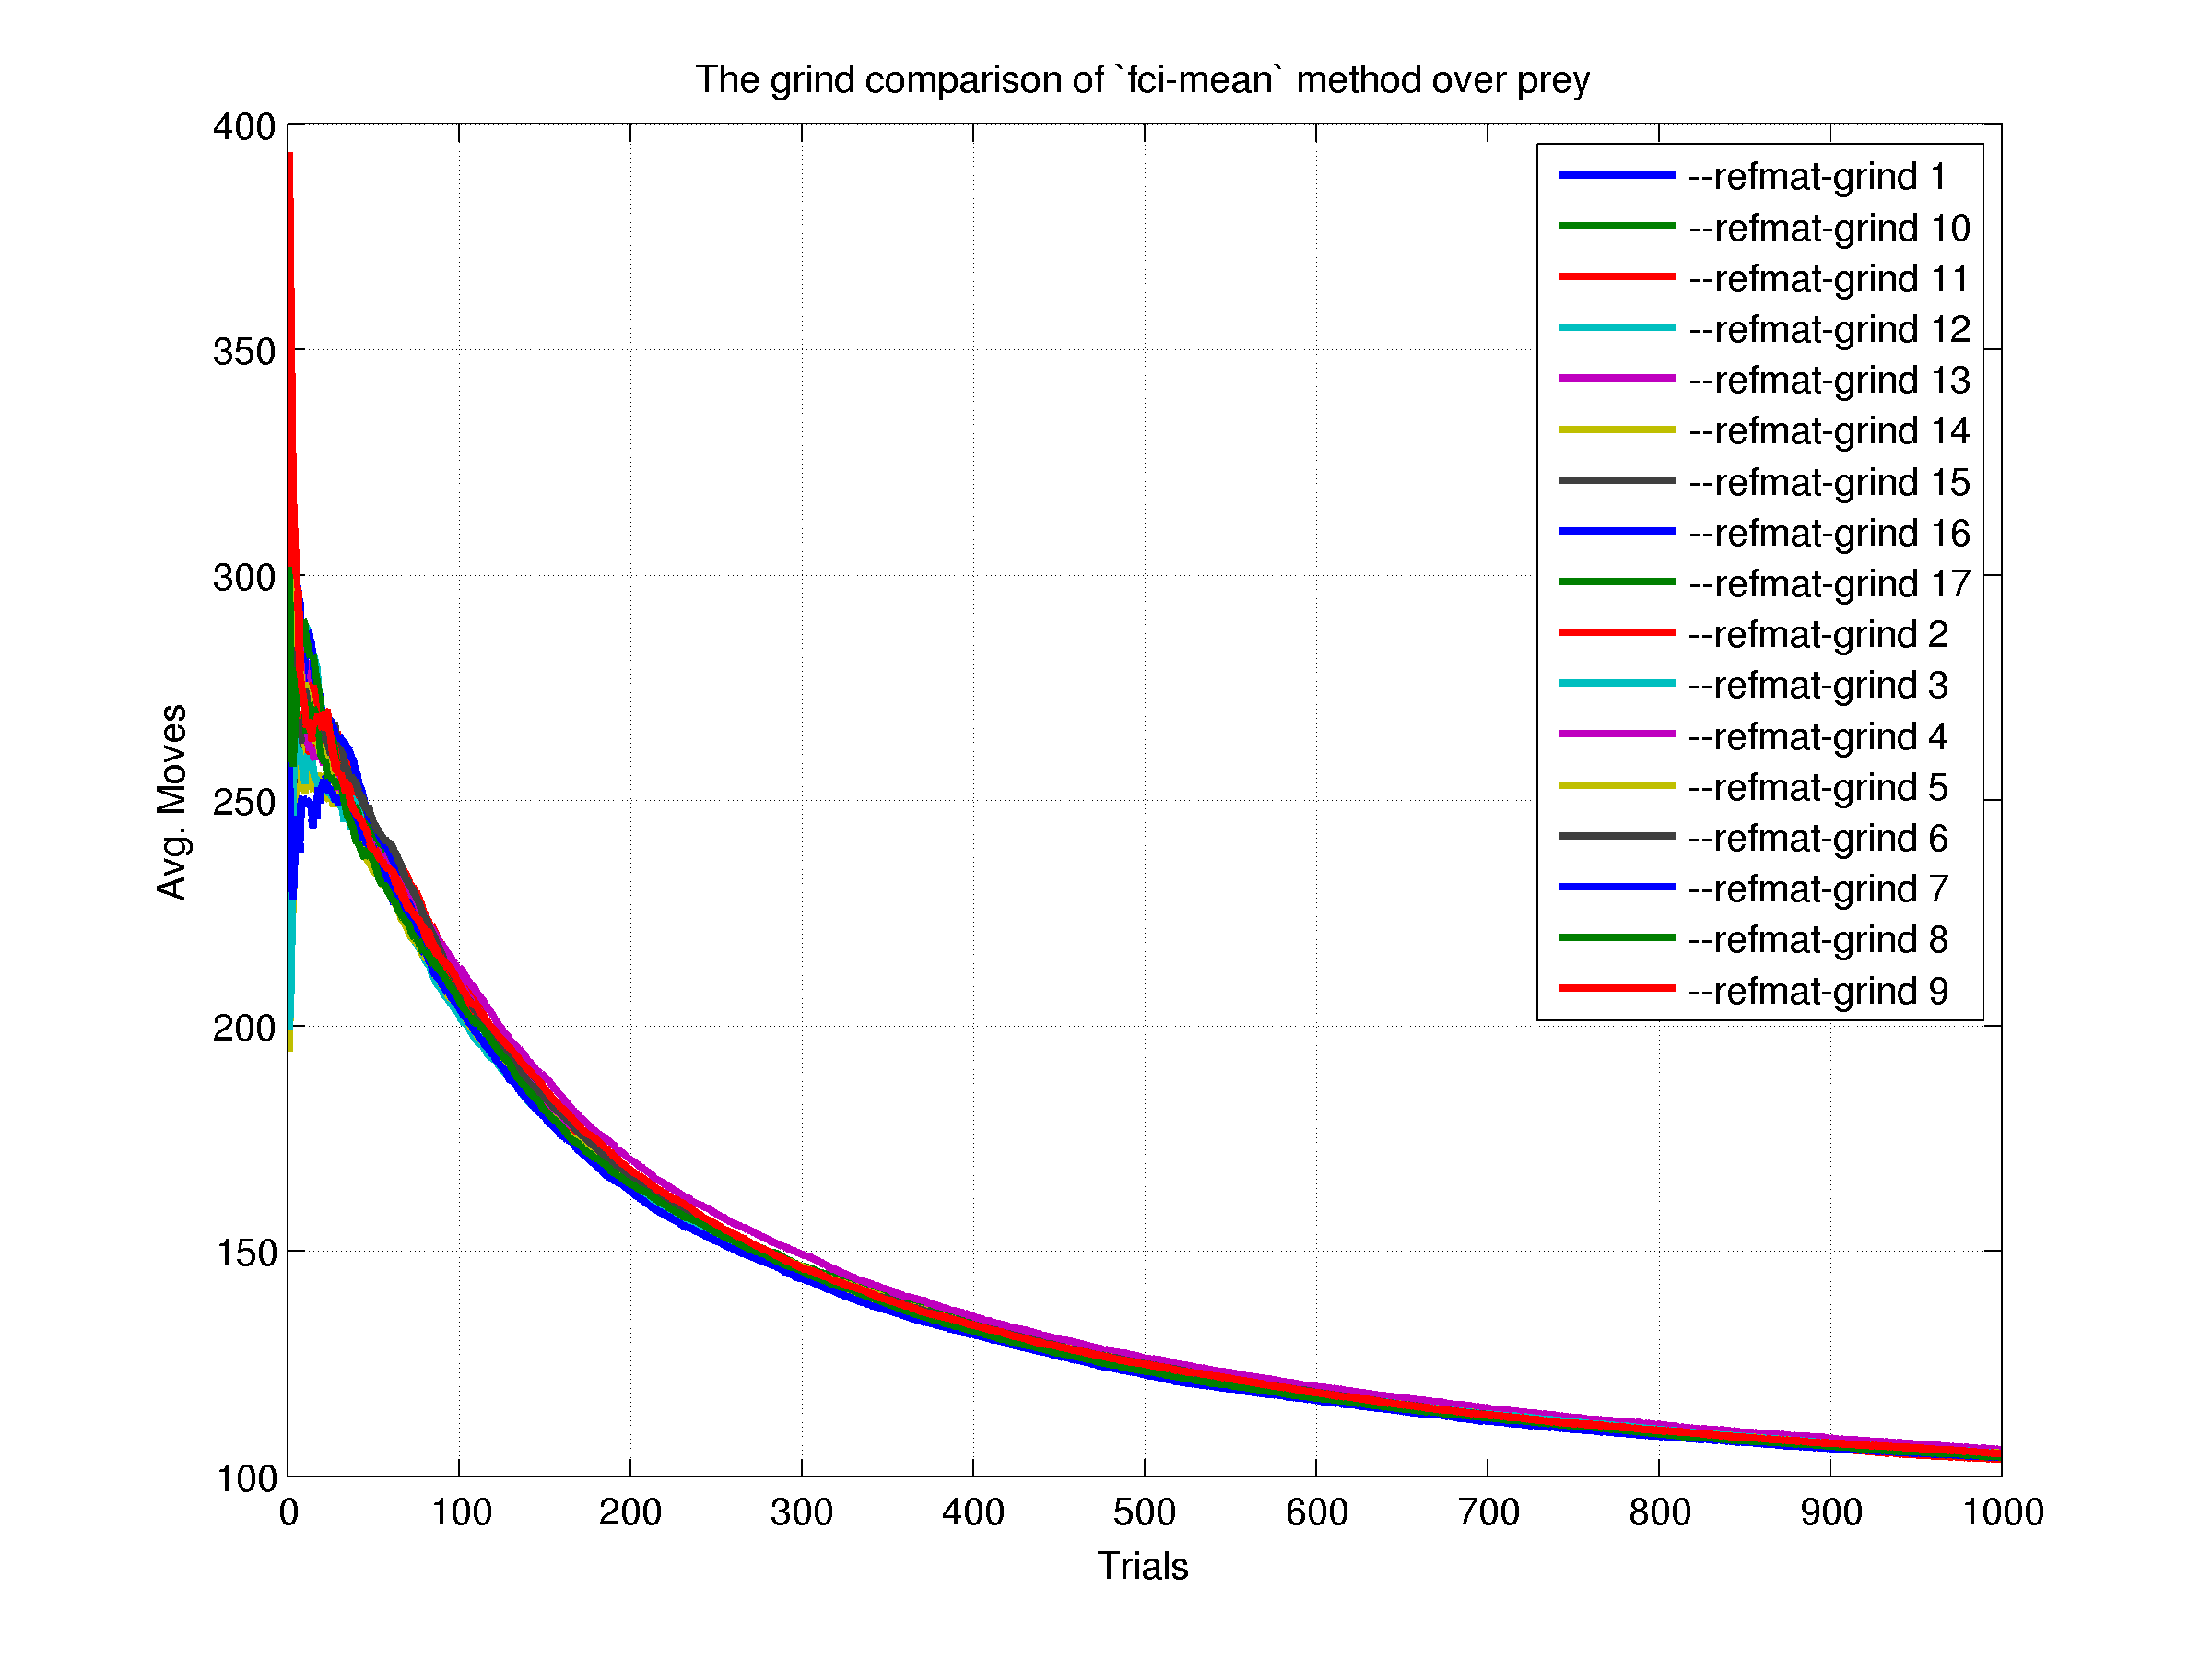 The grind comparison of `fci-mean` method over prey
400
350
300
250
200
150
100
Avg. Moves
0
100
200
300
400
500
600
700
800
900
1000
Trials
--refmat-grind 1
--refmat-grind 10
--refmat-grind 11
--refmat-grind 12
--refmat-grind 13
--refmat-grind 14
--refmat-grind 15
--refmat-grind 16
--refmat-grind 17
--refmat-grind 2
--refmat-grind 3
--refmat-grind 4
--refmat-grind 5
--refmat-grind 6
--refmat-grind 7
--refmat-grind 8
--refmat-grind 9